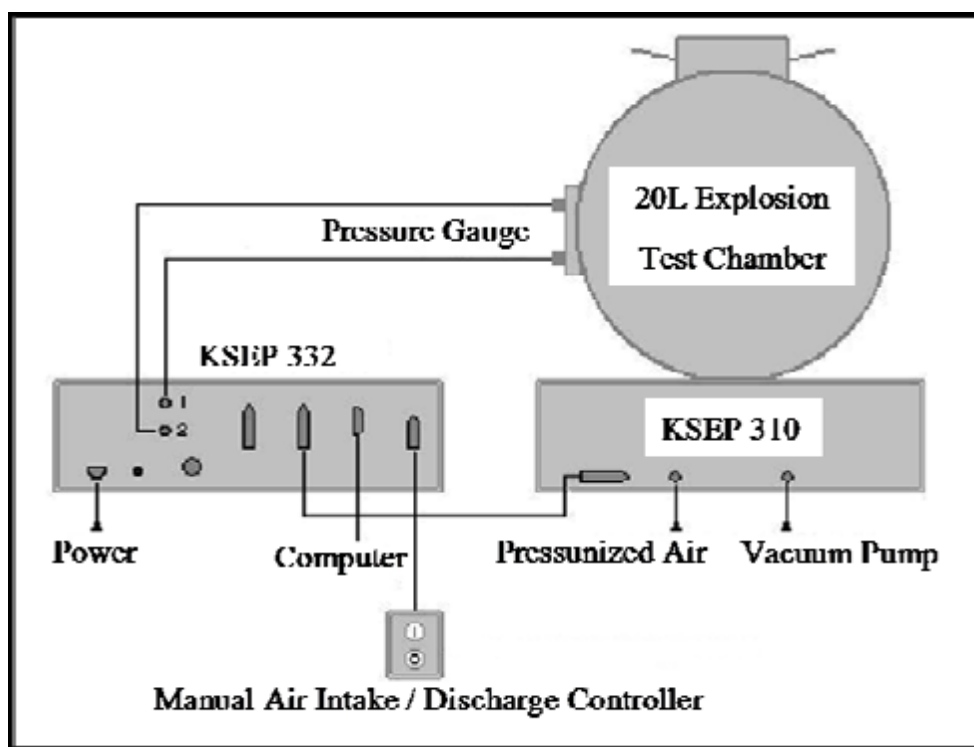 20L Explosion
Test Chamber
Pressure Gauge
KSEP 332
1
2
KSEP 310
Power
Computer
Pressunized Air
Vacuum Pump
Manual Air Intake / Discharge Controller